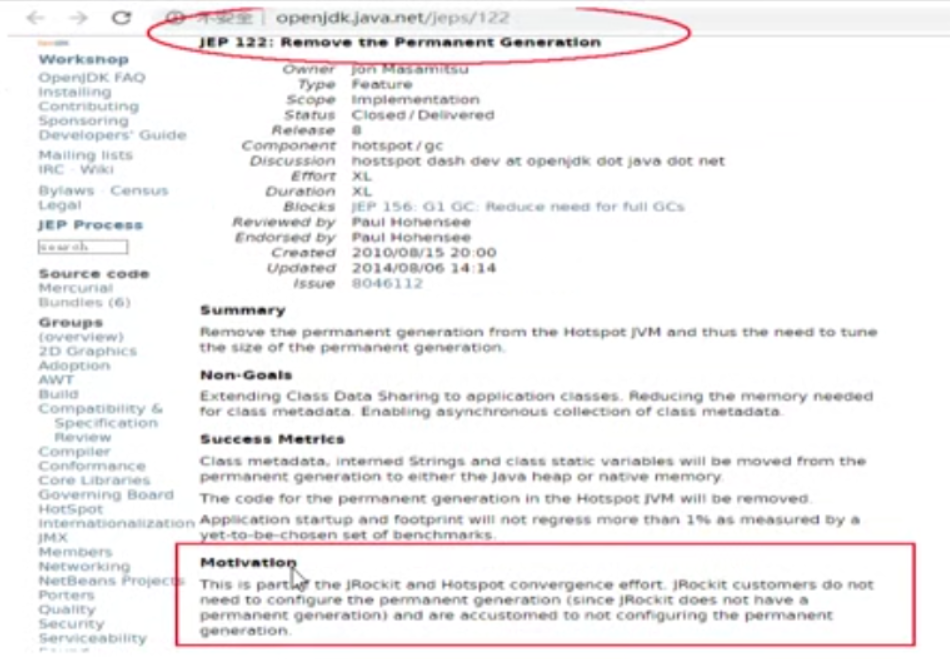 不安全 | openjdk.java.net/jeps/122
JEP 122: Remove the Permanent Generation
Workshop
OpenJDK FAQ
Installing
Contributing
Sponsoring
Developers' Guide
Mailing lists
IRC · Wiki
Bylaws · Census
Legal
JEP Process
search
Source code
Mercurial
Bundles (6)
Groups
(overview)
2D Graphics
Adoption
AWT
Build
Compatibility &
Specification
Review
Compiler
Conformance
Core Libraries
Governing Board
HotSpot
Internationalization
JMX
Members
Networking
NetBeans Projects
Porters
Quality
Security
Serviceability
Sound
Owner Jon Masamitsu
Type Feature
Scope Implementation
Status Closed / Delivered
Release 8
Component hotspot / gc
Discussion hostspot dash dev at openjdk dot java dot net
Effort XL
Duration XL
Blocks JEP 156: G1 GC: Reduce need for full GCs
Reviewed by Paul Hohensee
Endorsed by Paul Hohensee
Created 2010/08/15 20:00
Updated 2014/08/06 14:14
Issue 8046112
Summary
Remove the permanent generation from the Hotspot JVM and thus the need to tune
the size of the permanent generation.
Non-Goals
Extending Class Data Sharing to application classes. Reducing the memory needed
for class metadata. Enabling asynchronous collection of class metadata.
Success Metrics
Class metadata, interned Strings and class static variables will be moved from the
permanent generation to either the Java heap or native memory.
The code for the permanent generation in the Hotspot JVM will be removed.
Application startup and footprint will not regress more than 1% as measured by a
yet-to-be-chosen set of benchmarks.
Motivation
This is part of the JRockit and Hotspot convergence effort. JRockit customers do not
need to configure the permanent generation (since JRockit does not have a
permanent generation) and are accustomed to not configuring the permanent
generation.